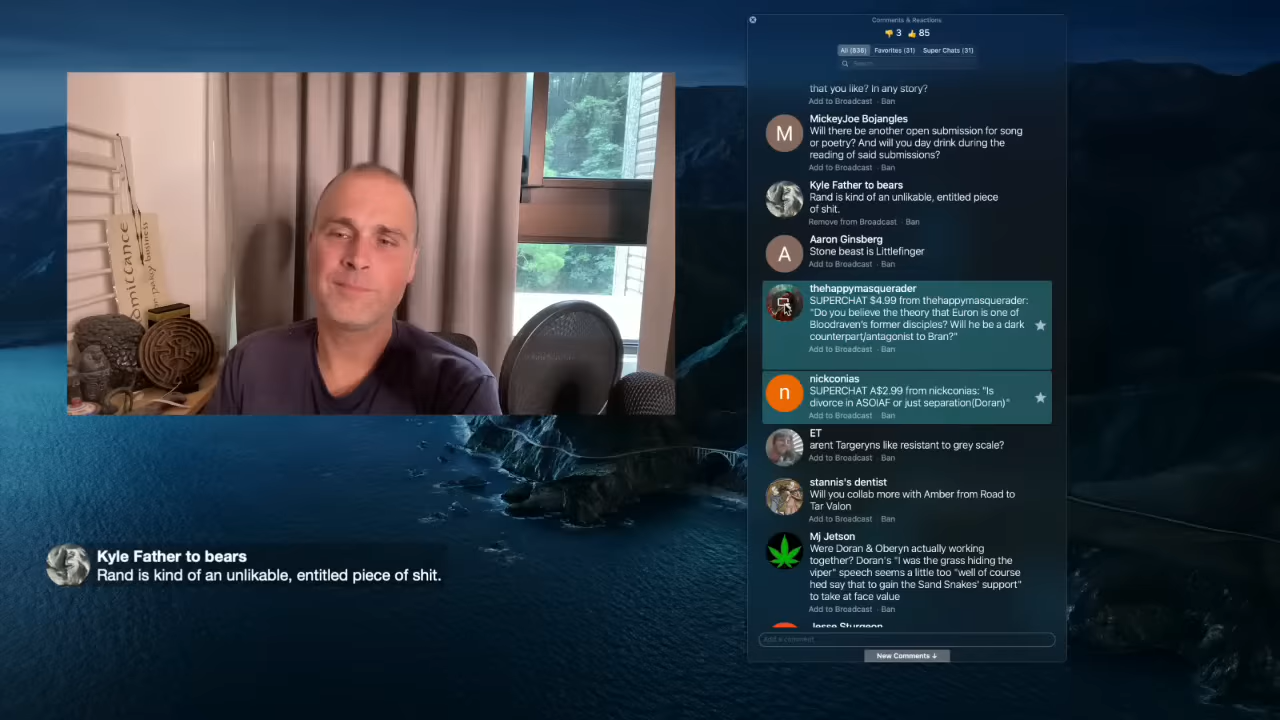 Comments & Reactions
👎 3 👍 85
All (838) Favorites (31) Super Chats (31)
Search
that you like? In any story?
Add to Broadcast · Ban
MickeyJoe Bojangles
Will there be another open submission for song
or poetry? And will you day drink during the
reading of said submissions?
Add to Broadcast · Ban
Kyle Father to bears
Rand is kind of an unlikable, entitled piece
of shit.
Remove from Broadcast · Ban
Aaron Ginsberg
Stone beast is Littlefinger
Add to Broadcast · Ban
thehappymasquerader
SUPERCHAT $4.99 from thehappymasquerader:
"Do you believe the theory that Euron is one of
Bloodraven's former disciples? Will he be a dark
counterpart/antagonist to Bran?"
Add to Broadcast · Ban
nickconias
SUPERCHAT A$2.99 from nickconias: "Is
divorce in ASOIAF or just separation(Doran)"
Add to Broadcast · Ban
ET
arent Targeryns like resistant to grey scale?
Add to Broadcast · Ban
stannis's dentist
Will you collab more with Amber from Road to
Tar Valon
Add to Broadcast · Ban
Mj Jetson
Were Doran & Oberyn actually working
together? Doran's "I was the grass hiding the
viper" speech seems a little too "well of course
hed say that to gain the Sand Snakes' support"
to take at face value
Add to Broadcast · Ban
Jesse Sturgeon
Add a comment
New Comments ↓
M
A
n
Kyle Father to bears
Rand is kind of an unlikable, entitled piece of shit.